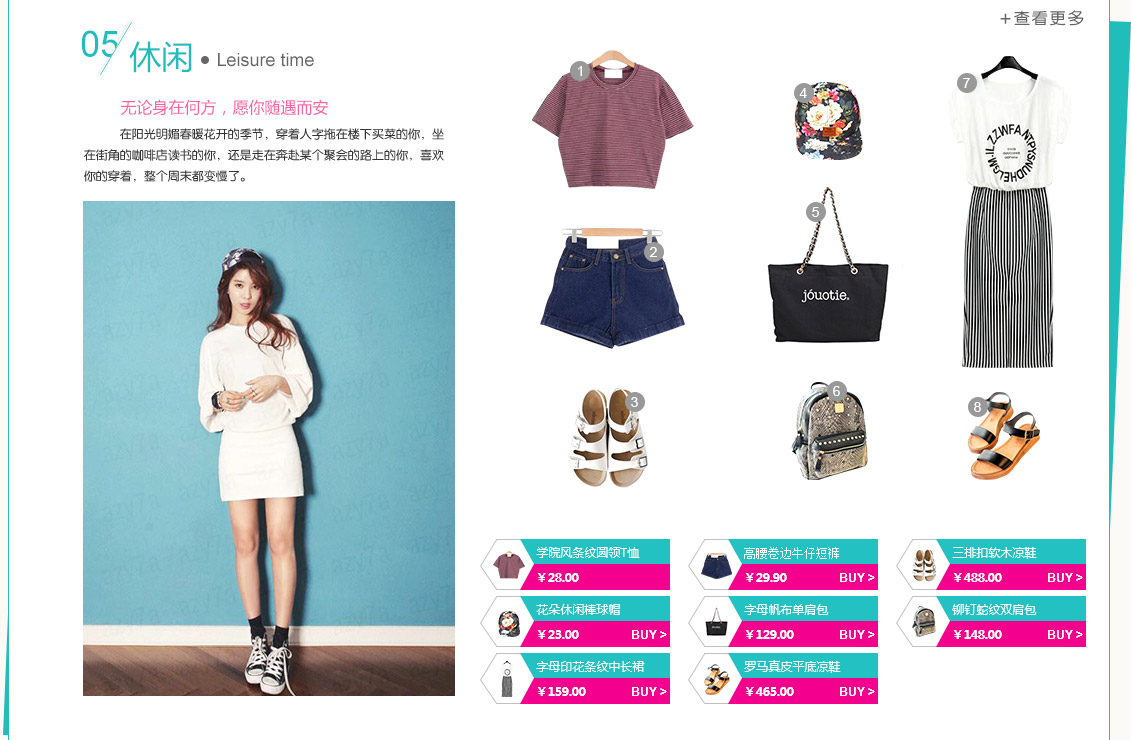 +查看更多
05 休闲 • Leisure time
无论身在何方，愿你随遇而安
在阳光明媚春暖花开的季节，穿着人字拖在楼下买菜的你，坐
在街角的咖啡店读书的你，还是走在奔赴某个聚会的路上的你，喜欢
你的穿着，整个周末都变慢了。
1
2
3
4
5
jóuotie.
6
7
8
学院风条纹圆领T恤
￥28.00
高腰卷边牛仔短裤
￥29.90 BUY >
三排扣软木凉鞋
￥488.00 BUY >
花朵休闲棒球帽
￥23.00 BUY >
字母帆布单肩包
￥129.00 BUY >
铆钉蛇纹双肩包
￥148.00 BUY >
字母印花条纹中长裙
￥159.00 BUY >
罗马真皮平底凉鞋
￥465.00 BUY >